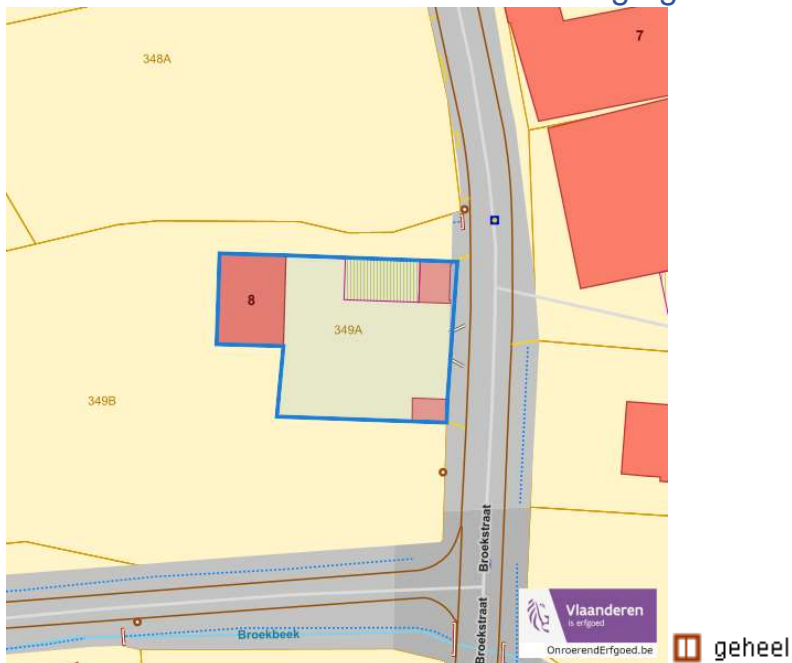 348A
7
8
349A
349B
Broekstraat
Broekstraat
Broekbeek
Vlaanderen
is erfgoed
OnroerendErfgoed.be
geheel